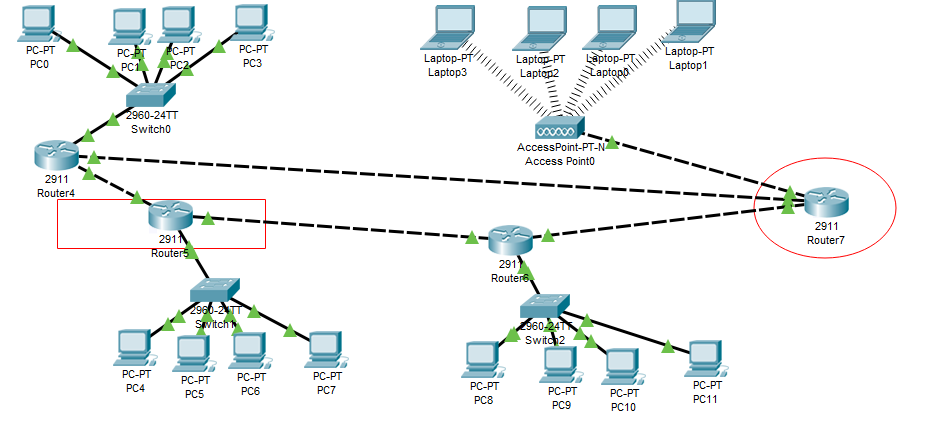 PC-PT
PC0
PC-PT
PC1
PC-PT
PC2
PC-PT
PC3
Laptop-PT
Laptop3
Laptop-PT
Laptop2
Laptop-PT
Laptop0
Laptop-PT
Laptop1
2960-24TT
Switch0
AccessPoint-PT-N
Access Point0
2911
Router4
2911
Router5
2911
Router6
2911
Router7
2960-24TT
Switch1
2960-24TT
Switch2
PC-PT
PC4
PC-PT
PC5
PC-PT
PC6
PC-PT
PC7
PC-PT
PC8
PC-PT
PC9
PC-PT
PC10
PC-PT
PC11